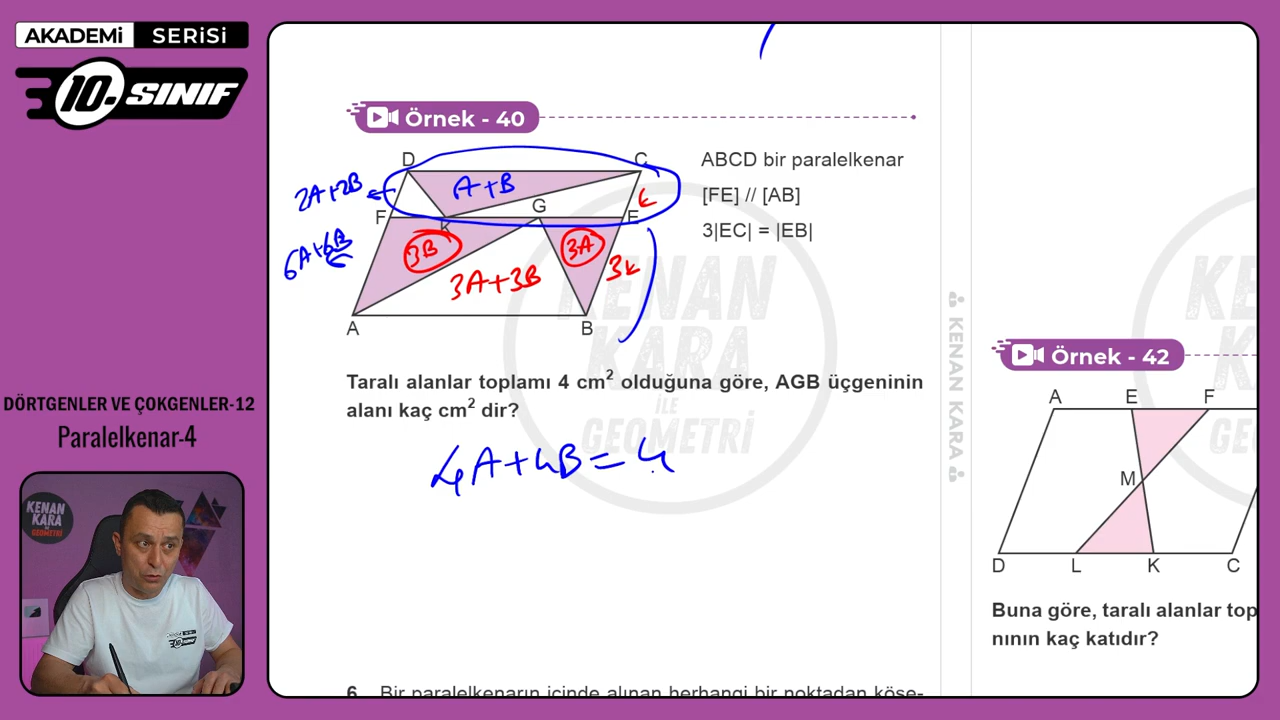 AKADEMİ SERİSİ
10. SINIF
Örnek - 40
D C
2A+2B
A+B
ABCD bir paralelkenar
[FE] // [AB]
3|EC| = |EB|
F K G E
k
6A+6B
3B
3A
3k
3A+3B
A B
Taralı alanlar toplamı 4 cm² olduğuna göre, AGB üçgeninin
alanı kaç cm² dir?
4A+4B=4
KENAN
KARA
İLE
GEOMETRİ
KENAN KARA
Örnek - 42
A E F
M
D L K C
Buna göre, taralı alanlar top
nının kaç katıdır?
DÖRTGENLER VE ÇOKGENLER-12
Paralelkenar-4
KENAN
KARA
GEOMETRİ
10. SINIF
6. Bir paralelkenarın içinde alınan herhangi bir noktadan köşe-